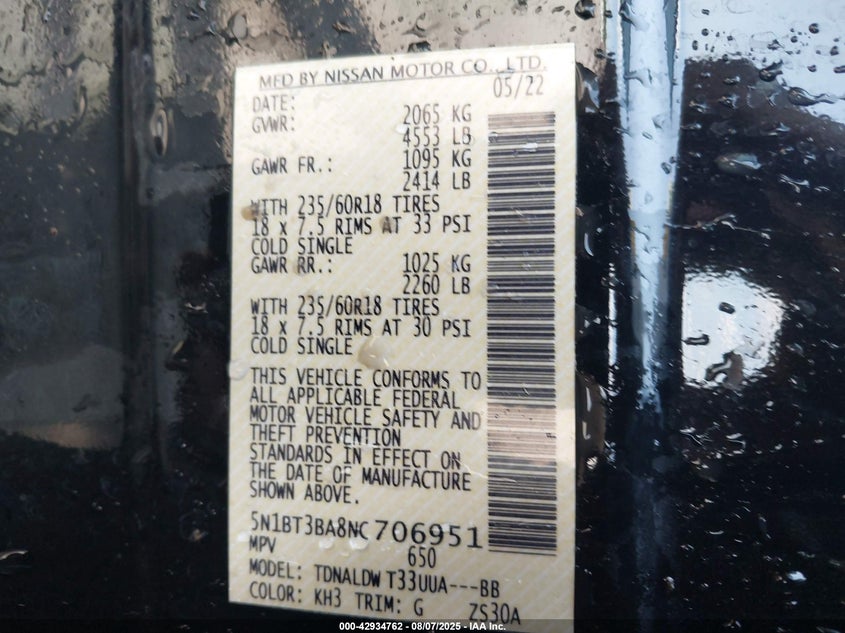 MFD BY NISSAN MOTOR CO., LTD.
DATE: 05/22
GVWR: 2065 KG
4553 LB
GAWR FR.: 1095 KG
2414 LB
WITH 235/60R18 TIRES
18 x 7.5 RIMS AT 33 PSI
COLD SINGLE
GAWR RR.: 1025 KG
2260 LB
WITH 235/60R18 TIRES
18 x 7.5 RIMS AT 30 PSI
COLD SINGLE
THIS VEHICLE CONFORMS TO
ALL APPLICABLE FEDERAL
MOTOR VEHICLE SAFETY AND
THEFT PREVENTION
STANDARDS IN EFFECT ON
THE DATE OF MANUFACTURE
SHOWN ABOVE.
5N1BT3BA8NC706951
MPV 650
MODEL: TDNALDW T33UUA---BB
COLOR: KH3 TRIM: G ZS30A
000-42934762 - 08/07/2025 - IAA Inc.